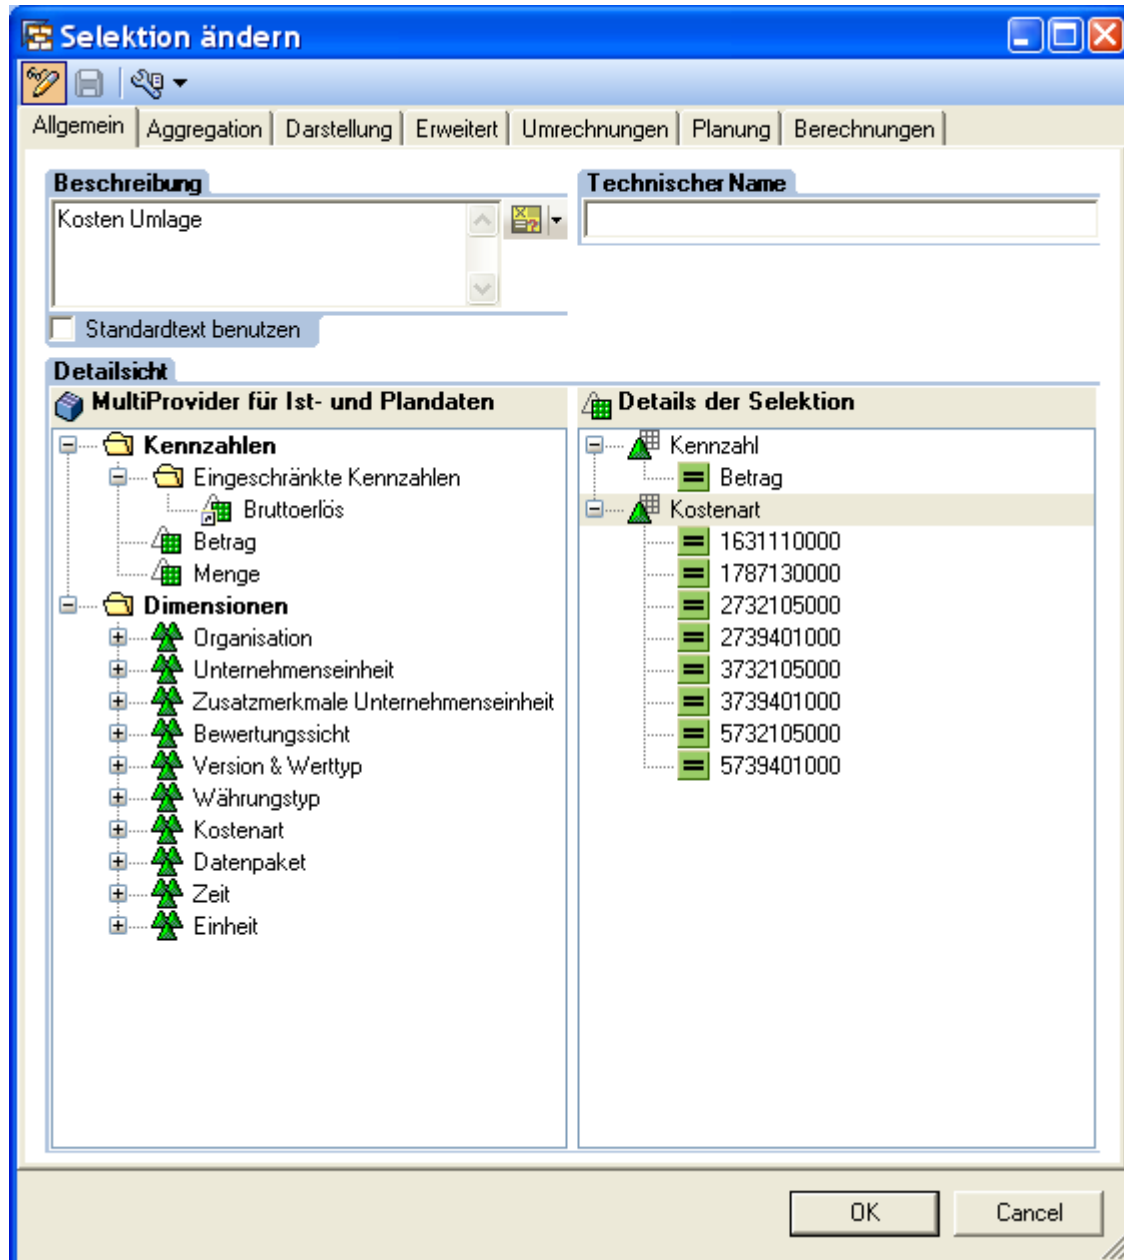 Selektion ändern
Allgemein Aggregation Darstellung Erweitert Umrechnungen Planung Berechnungen
Beschreibung
Kosten Umlage
Technischer Name
Standardtext benutzen
Detailsicht
MultiProvider für Ist- und Plandaten
Kennzahlen
Eingeschränkte Kennzahlen
Bruttoerlös
Betrag
Menge
Dimensionen
Organisation
Unternehmenseinheit
Zusatzmerkmale Unternehmenseinheit
Bewertungssicht
Version & Werttyp
Währungstyp
Kostenart
Datenpaket
Zeit
Einheit
Details der Selektion
Kennzahl
Betrag
Kostenart
1631110000
1787130000
2732105000
2739401000
3732105000
3739401000
5732105000
5739401000
OK Cancel